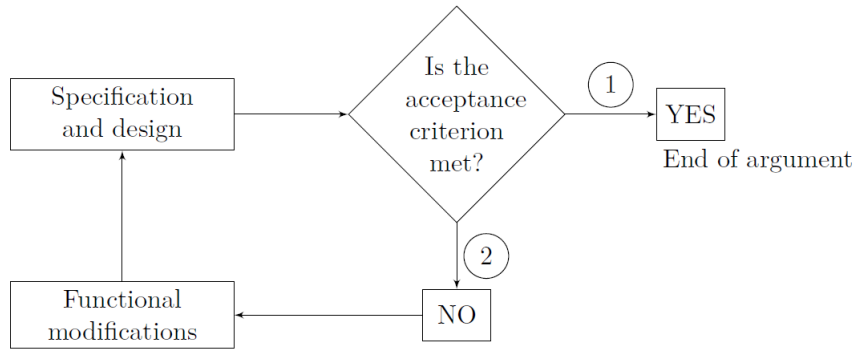 Specification
and design
Is the
acceptance
criterion
met?
1
YES
End of argument
2
NO
Functional
modifications